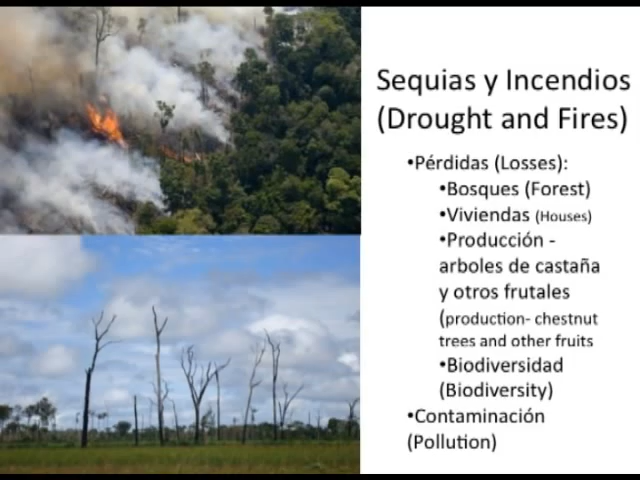 Sequias y Incendios
(Drought and Fires)
•Pérdidas (Losses):
•Bosques (Forest)
•Viviendas (Houses)
•Producción -
arboles de castaña
y otros frutales
(production- chestnut
trees and other fruits
•Biodiversidad
(Biodiversity)
•Contaminación
(Pollution)